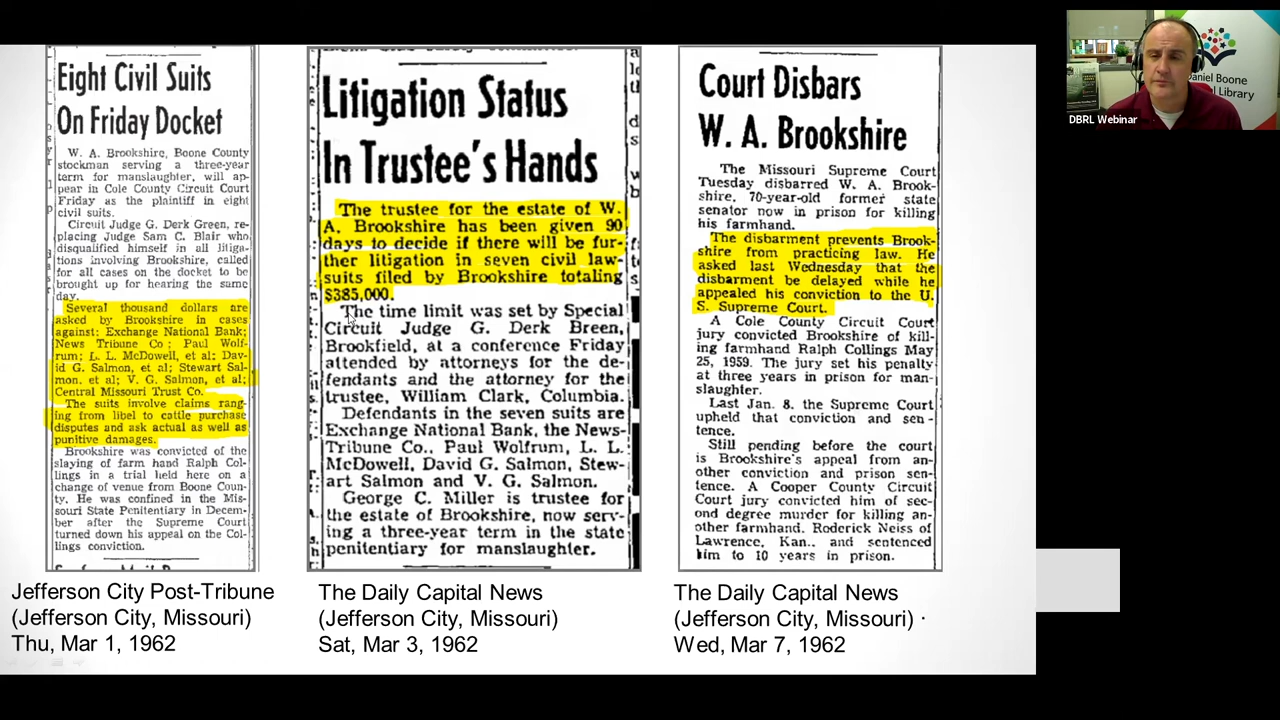 Eight Civil Suits
On Friday Docket
W. A. Brookshire, Boone County
stockman serving a three-year
term for manslaughter, will ap-
pear in Cole County Circuit Court
Friday as the plaintiff in eight
civil suits.
Circuit Judge G. Derk Green, re-
placing Judge Sam C. Blair who
disqualified himself in all litiga-
tions involving Brookshire, called
for all cases on the docket to be
brought up for hearing the same
day.
Several thousand dollars are
asked by Brookshire in cases
against: Exchange National Bank;
News Tribune Co; Paul Wolf-
rum; L. L. McDowell, et al; Dav-
id G. Salmon, et al; Stewart Sal-
mon, et al; V. G. Salmon, et al;
Central Missouri Trust Co.
The suits involve claims rang-
ing from libel to cattle purchase
disputes and ask actual as well as
punitive damages.
Brookshire was convicted of the
slaying of farm hand Ralph Col-
lings in a trial held here on a
change of venue from Boone Coun-
ty. He was confined in the Mis-
souri State Penitentiary in Decem-
ber after the Supreme Court
turned down his appeal on the Col-
lings conviction.
Jefferson City Post-Tribune
(Jefferson City, Missouri)
Thu, Mar 1, 1962
Litigation Status
In Trustee's Hands
The trustee for the estate of W.
A. Brookshire has been given 90
days to decide if there will be fur-
ther litigation in seven civil law-
suits filed by Brookshire totaling
$385,000.
The time limit was set by Special
Circuit Judge G. Derk Breen,
Brookfield, at a conference Friday
attended by attorneys for the de-
fendants and the attorney for the
trustee, William Clark, Columbia.
Defendants in the seven suits are
Exchange National Bank, the News-
Tribune Co., Paul Wolfrum, L. L.
McDowell, David G. Salmon, Stew-
art Salmon and V. G. Salmon.
George C. Miller is trustee for
the estate of Brookshire, now serv-
ing a three-year term in the state
penitentiary for manslaughter.
The Daily Capital News
(Jefferson City, Missouri)
Sat, Mar 3, 1962
Court Disbars
W. A. Brookshire
The Missouri Supreme Court
Tuesday disbarred W. A. Brook-
shire, 70-year-old former state
senator now in prison for killing
his farmhand.
The disbarment prevents Brook-
shire from practicing law. He
asked last Wednesday that the
disbarment be delayed while he
appealed his conviction to the U.
S. Supreme Court.
A Cole County Circuit Court
jury convicted Brookshire of kill-
ing farmhand Ralph Collings May
25, 1959. The jury set his penalty
at three years in prison for man-
slaughter.
Last Jan. 8. the Supreme Court
upheld that conviction and sen-
tence.
Still pending before the court
is Brookshire's appeal from an-
other conviction and prison sen-
tence. A Cooper County Circuit
Court jury convicted him of sec-
ond degree murder for killing an-
other farmhand. Roderick Neiss of
Lawrence, Kan., and sentenced
him to 10 years in prison.
The Daily Capital News
(Jefferson City, Missouri) ·
Wed, Mar 7, 1962
aniel Boone
l Library
DBRL Webinar